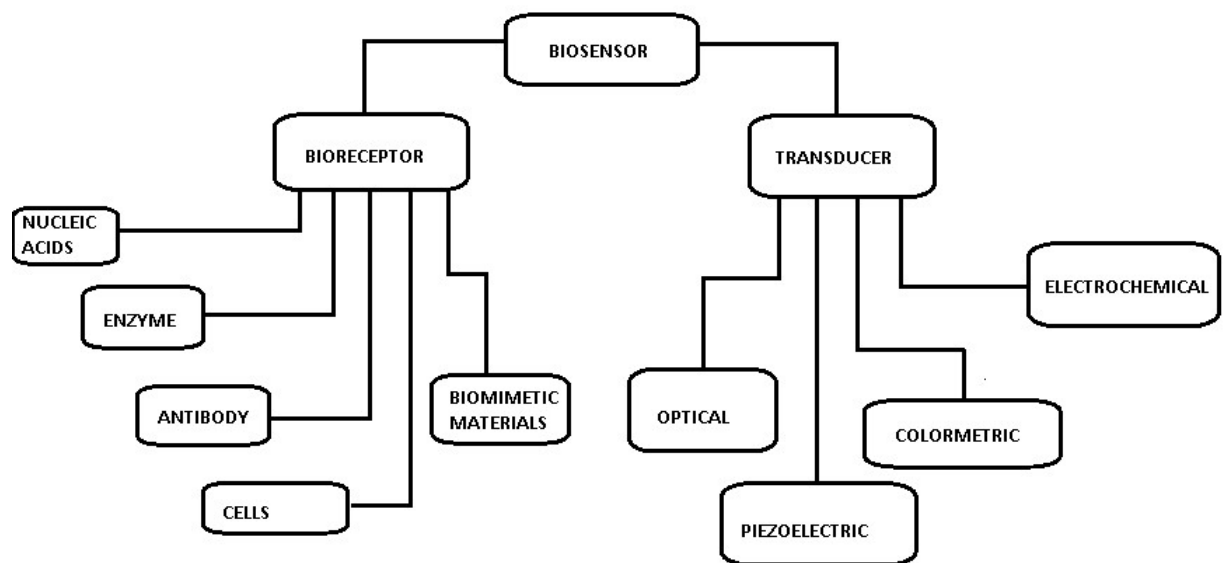 BIOSENSOR
BIORECEPTOR
TRANSDUCER
NUCLEIC
ACIDS
ENZYME
ANTIBODY
CELLS
BIOMIMETIC
MATERIALS
OPTICAL
PIEZOELECTRIC
COLORMETRIC
ELECTROCHEMICAL